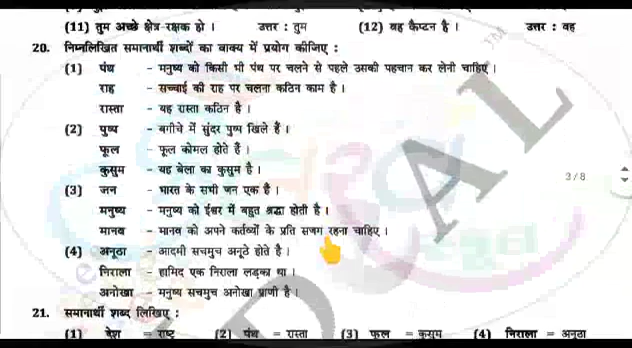 (11) तुम अच्छे क्षेत्र-रक्षक हो । उत्तर : तुम (12) वह कैप्टन है । उत्तर : वह
20. निम्नलिखित समानार्थी शब्दों का वाक्य में प्रयोग कीजिए :
(1) पंथ - मनुष्य को किसी भी पंथ पर चलने से पहले उसकी पहचान कर लेनी चाहिए ।
राह - सच्चाई की राह पर चलना कठिन काम है ।
रास्ता - यह रास्ता कठिन है ।
(2) पुष्प - बगीचे में सुंदर पुष्प खिले हैं ।
फूल - फूल कोमल होते हैं ।
कुसुम - यह बेला का कुसुम है ।
(3) जन - भारत के सभी जन एक है ।
मनुष्य - मनुष्य को ईश्वर में बहुत श्रद्धा होती है ।
मानव - मानव को अपने कर्तव्यों के प्रति सजग रहना चाहिए ।
(4) अनूठा - आदमी सचमुच अनूठे होते है ।
निराला - हामिद एक निराला लड़का था ।
अनोखा - मनुष्य सचमुच अनोखा प्राणी है ।
21. समानार्थी शब्द लिखिए :
(1) देश = राष्ट्र (2) पंथ = रास्ता (3) फूल = कुसुम (4) निराला = अनूठा
3 / 8